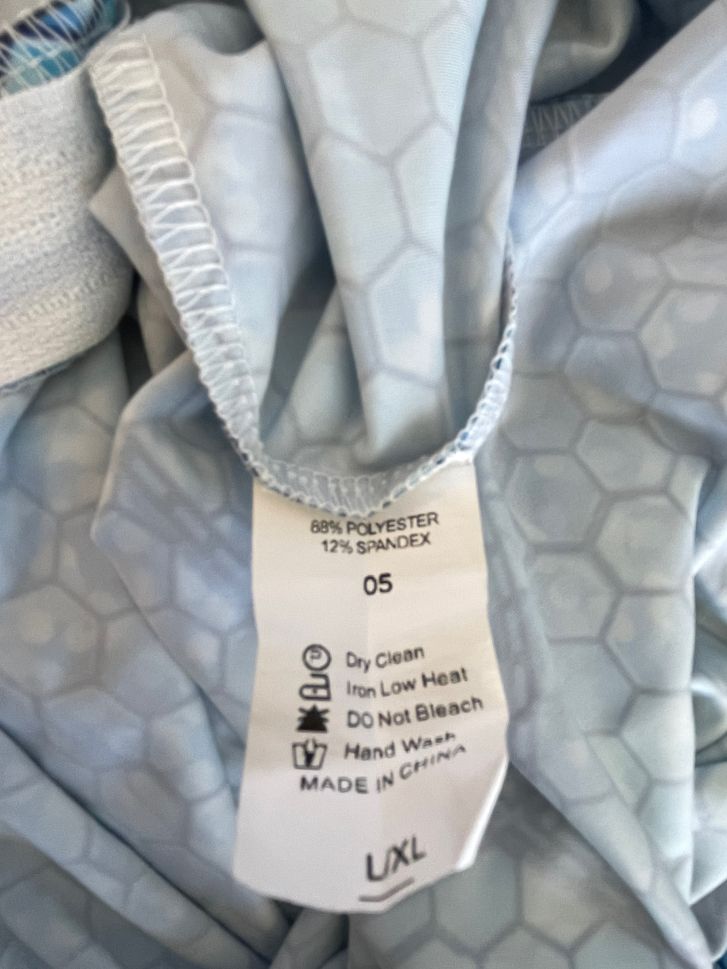 88% POLYESTER
12% SPANDEX
05
Dry Clean
Iron Low Heat
DO Not Bleach
Hand Wash
MADE IN CHINA
L/XL